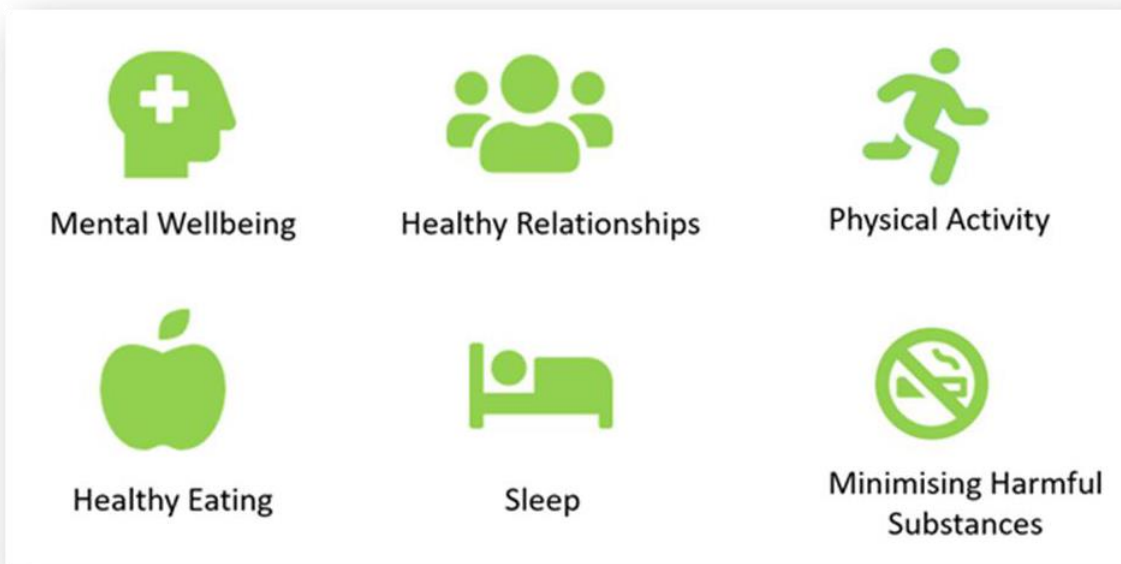 Mental Wellbeing
Healthy Relationships
Physical Activity
Healthy Eating
Sleep
Minimising Harmful
Substances